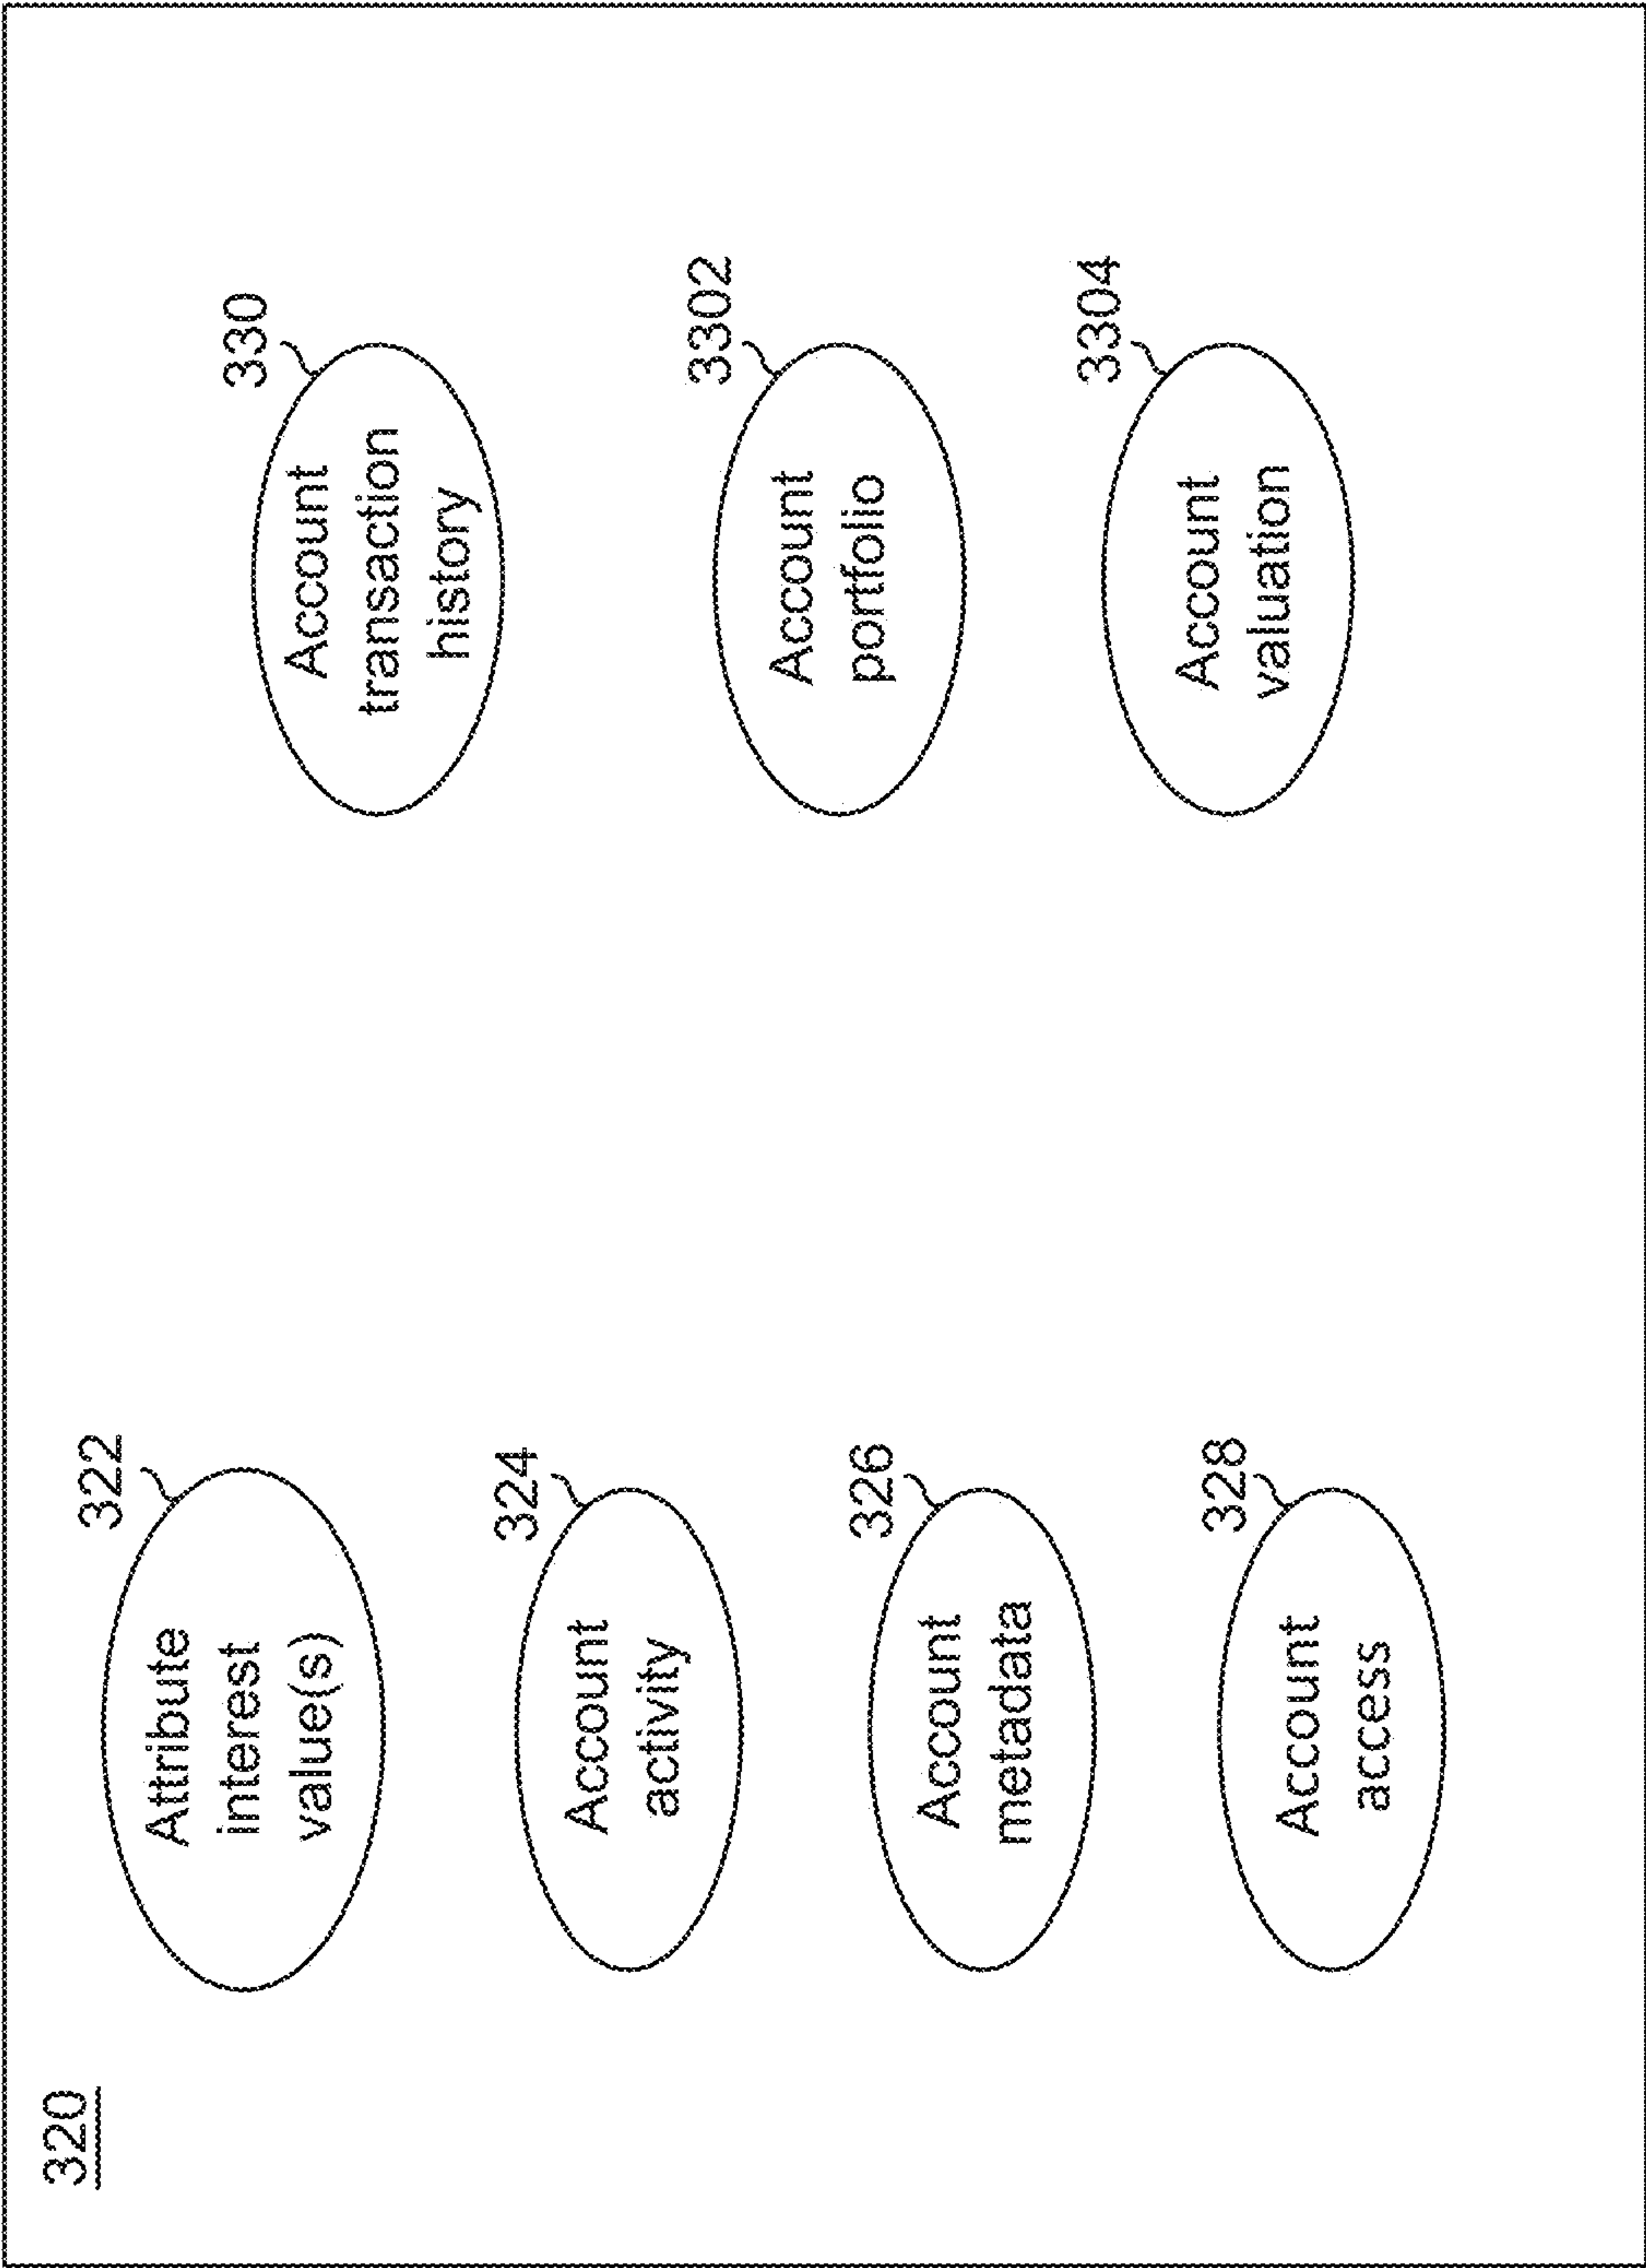 320
322
Attribute
interest
value(s)
324
Account
activity
326
Account
metadata
328
Account
access
330
Account
transaction
history
3302
Account
portfolio
3304
Account
valuation